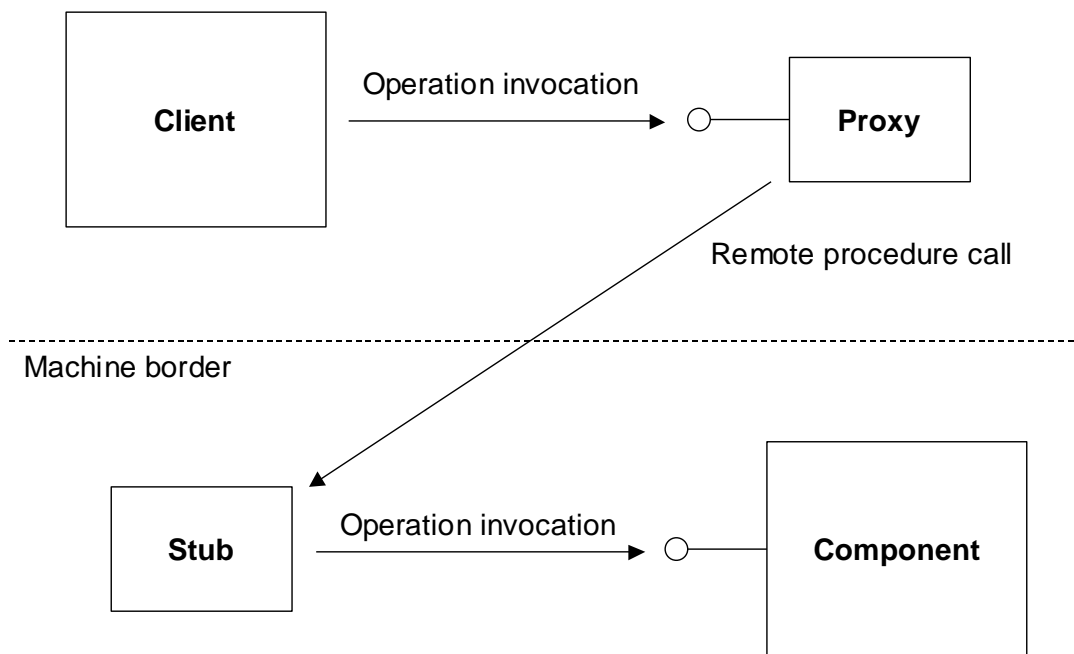 Operation invocation
Client
Proxy
Remote procedure call
Machine border
Operation invocation
Stub
Component